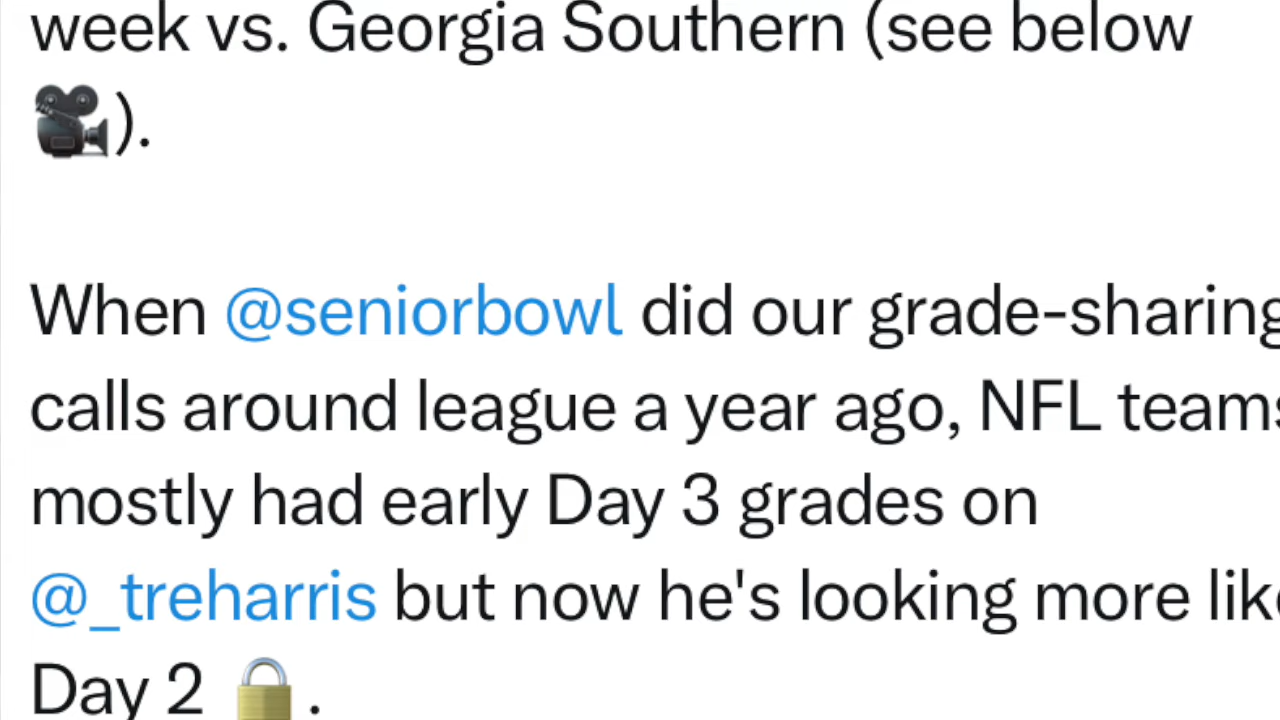 week vs. Georgia Southern (see below
🎥).
When @seniorbowl did our grade-sharing
calls around league a year ago, NFL teams
mostly had early Day 3 grades on
@_treharris but now he's looking more like
Day 2 🔒.